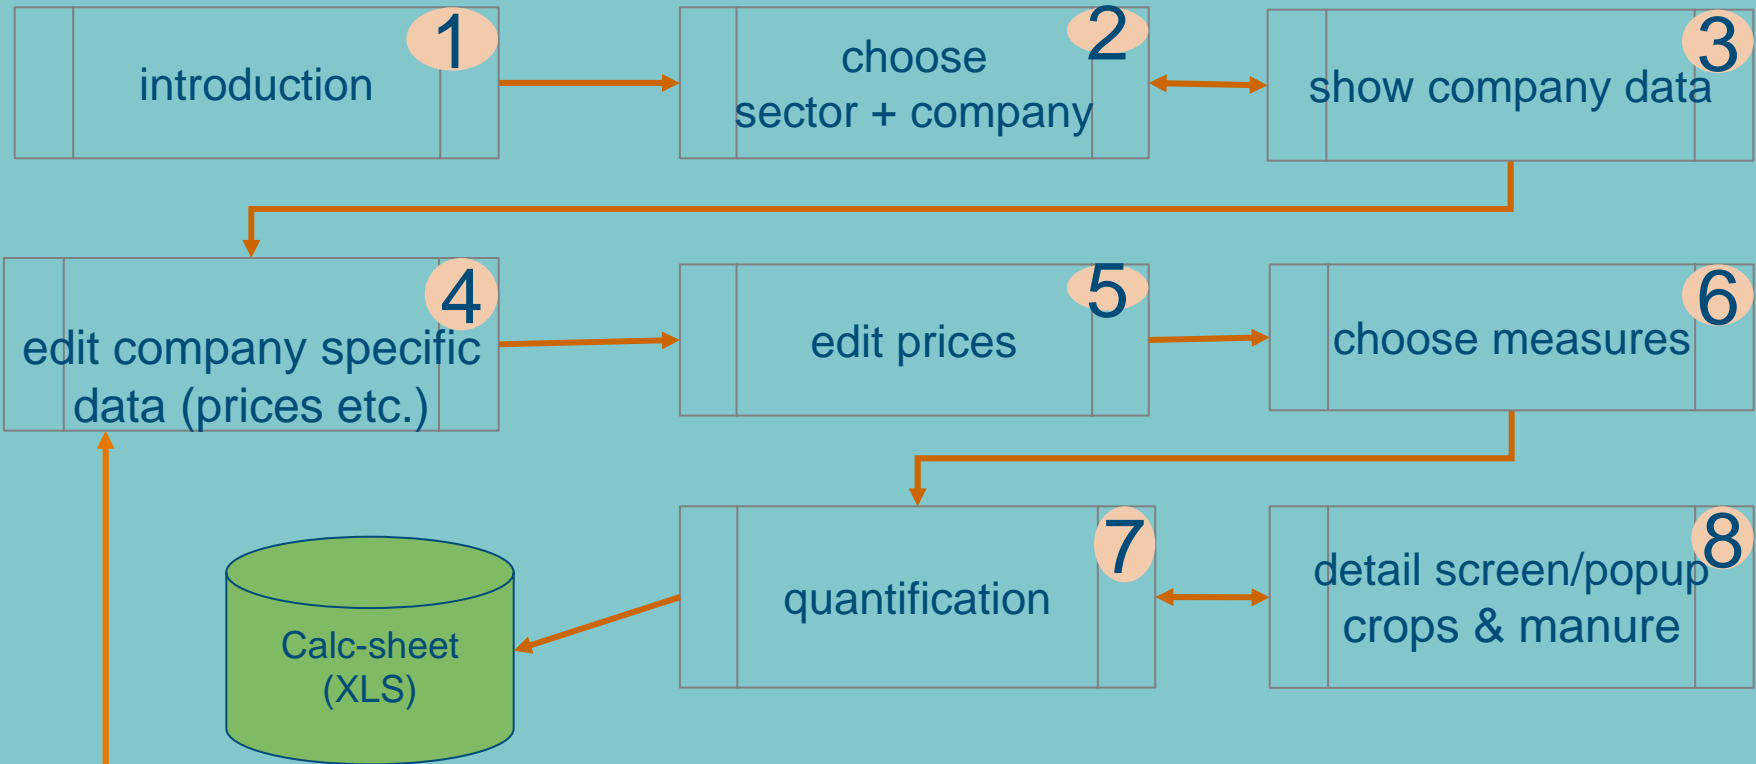 1
introduction
2
choose
sector + company
3
show company data
4
edit company specific
data (prices etc.)
5
edit prices
6
choose measures
7
quantification
8
detail screen/popup
crops & manure
Calc-sheet
(XLS)